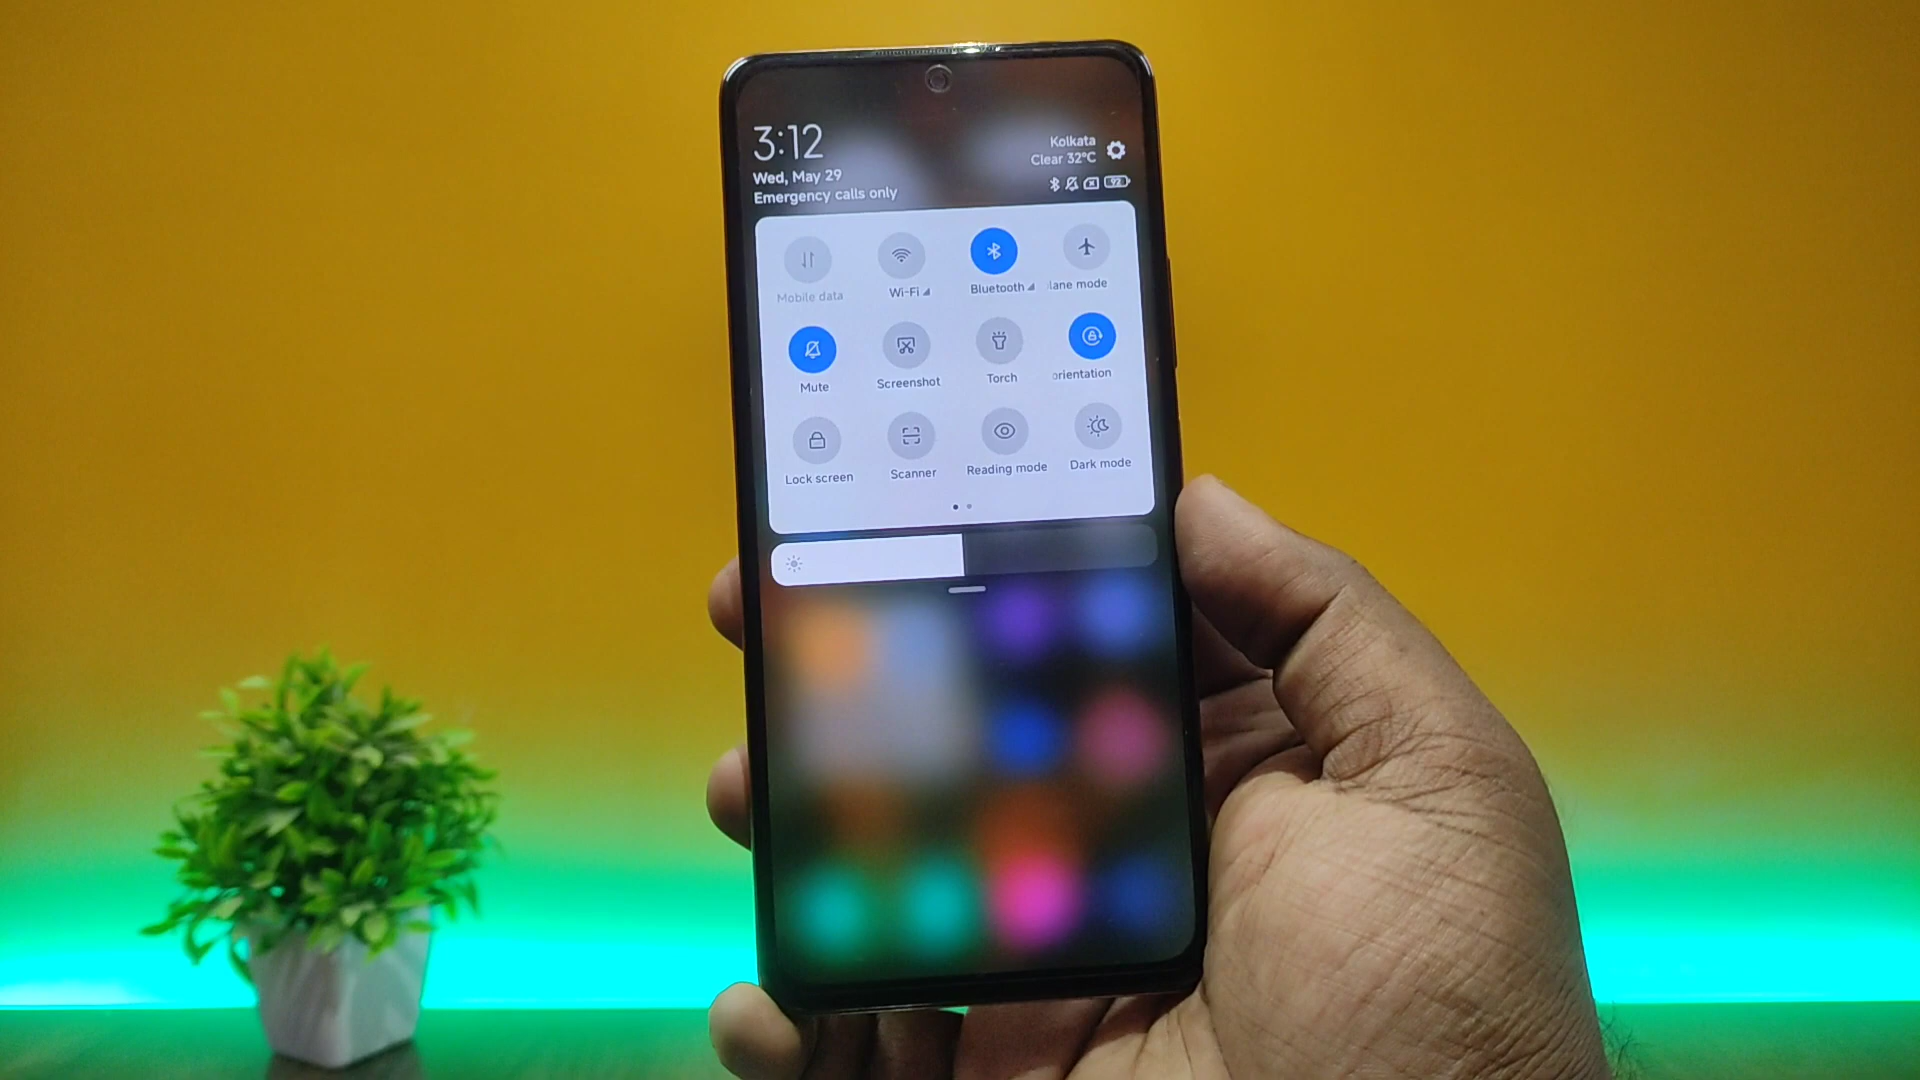 3:12
Kolkata
Clear 32°C
Wed, May 29
Emergency calls only
92
Mobile data
Wi-Fi
Bluetooth
lane mode
Mute
Screenshot
Torch
orientation
Lock screen
Scanner
Reading mode
Dark mode